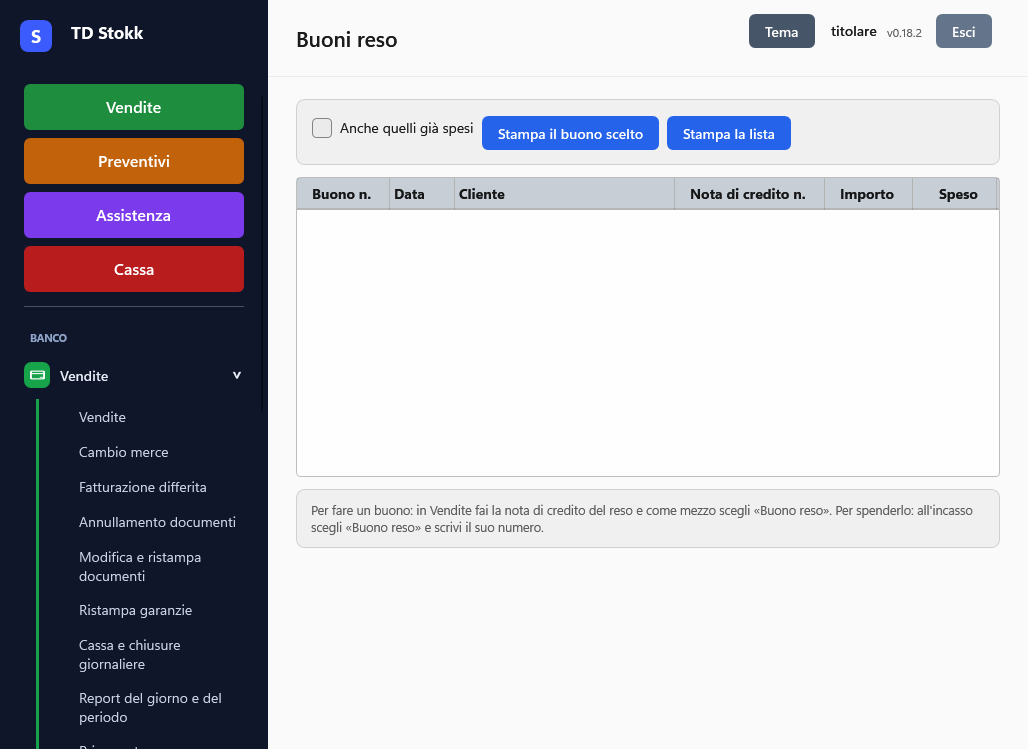 S
TD Stokk
Buoni reso
Tema
titolare
v0.18.2
Esci
Vendite
Preventivi
Assistenza
Cassa
BANCO
Vendite
Vendite
Cambio merce
Fatturazione differita
Annullamento documenti
Modifica e ristampa
documenti
Ristampa garanzie
Cassa e chiusure
giornaliere
Report del giorno e del
periodo
Anche quelli già spesi
Stampa il buono scelto
Stampa la lista
Buono n.
Data
Cliente
Nota di credito n.
Importo
Speso
Per fare un buono: in Vendite fai la nota di credito del reso e come mezzo scegli «Buono reso». Per spenderlo: all'incasso
scegli «Buono reso» e scrivi il suo numero.